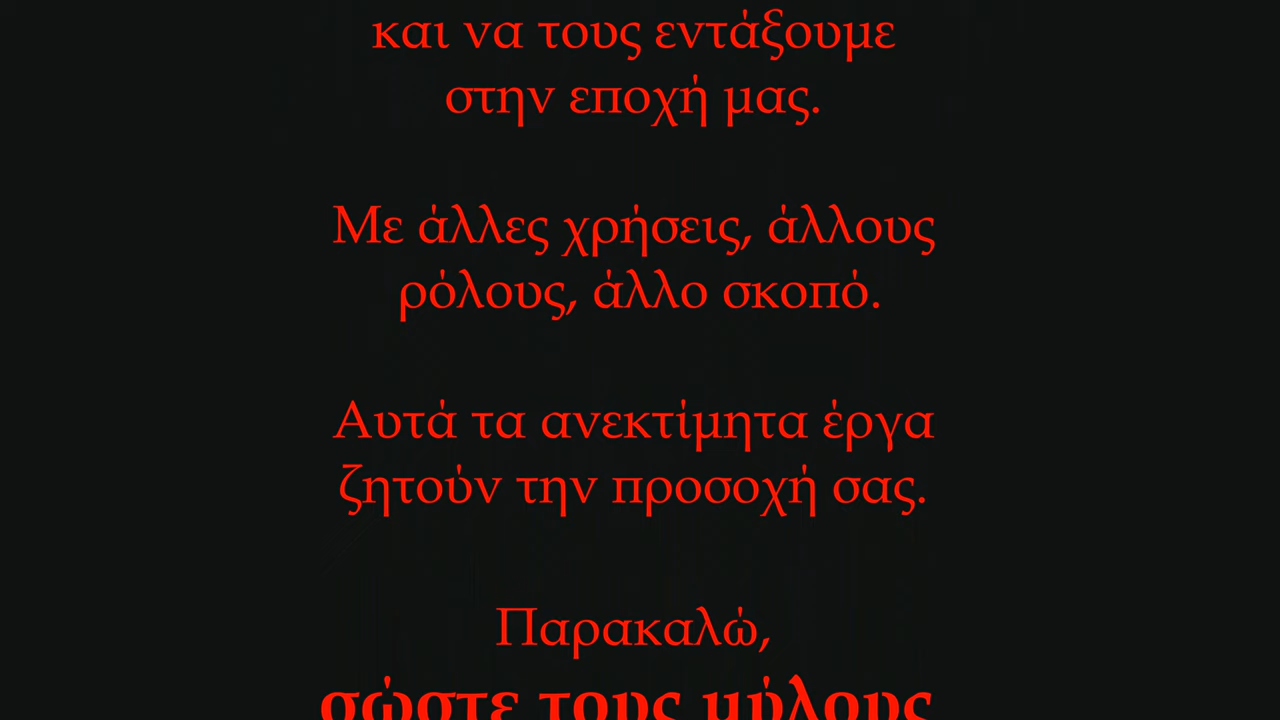 και να τους εντάξουμε
στην εποχή μας.
Με άλλες χρήσεις, άλλους
ρόλους, άλλο σκοπό.
Αυτά τα ανεκτίμητα έργα
ζητούν την προσοχή σας.
Παρακαλώ,
σώστε τους μύλους